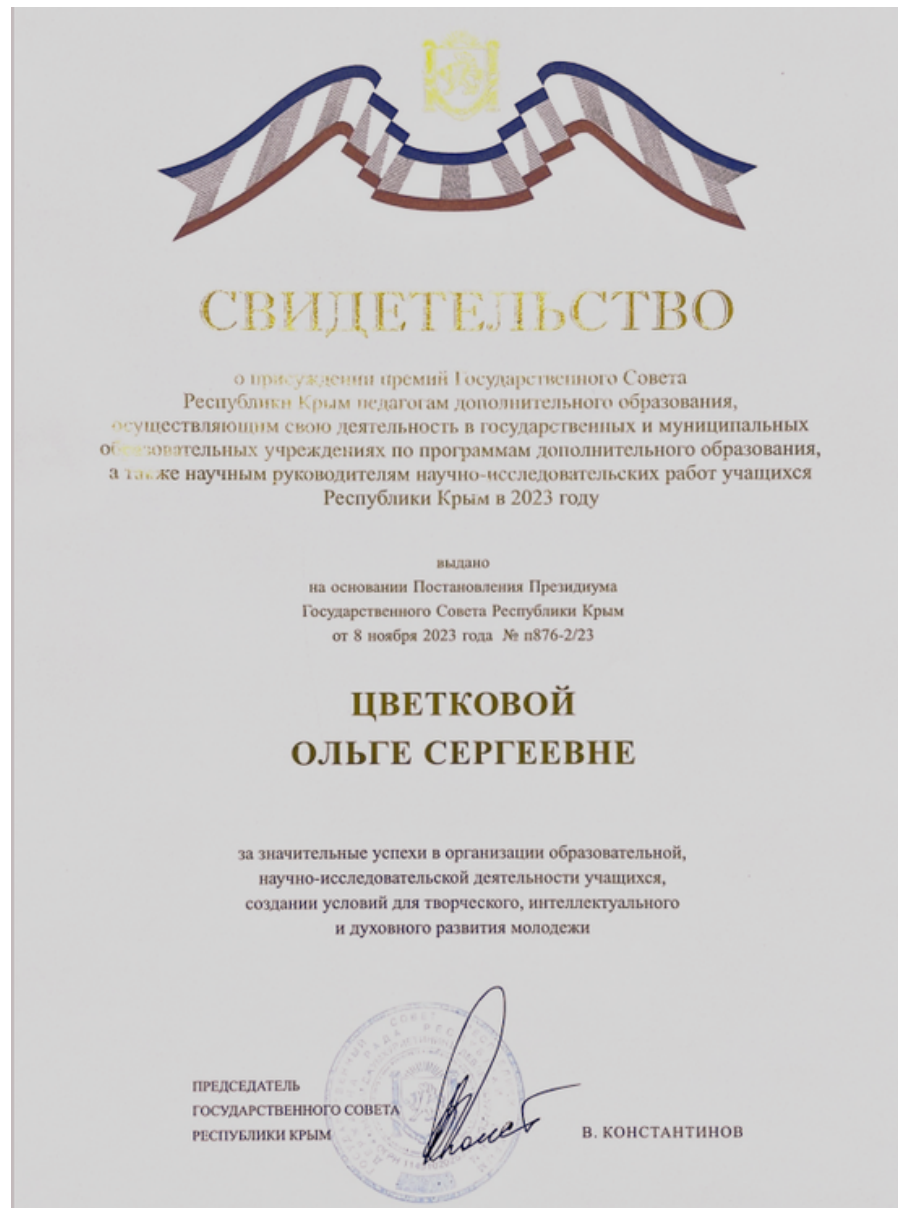 СВИДЕТЕЛЬСТВО
о присуждении премий Государственного Совета
Республики Крым педагогам дополнительного образования,
осуществляющим свою деятельность в государственных и муниципальных
образовательных учреждениях по программам дополнительного образования,
а также научным руководителям научно-исследовательских работ учащихся
Республики Крым в 2023 году
выдано
на основании Постановления Президиума
Государственного Совета Республики Крым
от 8 ноября 2023 года № п876-2/23
ЦВЕТКОВОЙ
ОЛЬГЕ СЕРГЕЕВНЕ
за значительные успехи в организации образовательной,
научно-исследовательской деятельности учащихся,
создании условий для творческого, интеллектуального
и духовного развития молодежи
ПРЕДСЕДАТЕЛЬ
ГОСУДАРСТВЕННОГО СОВЕТА
РЕСПУБЛИКИ КРЫМ
В. КОНСТАНТИНОВ